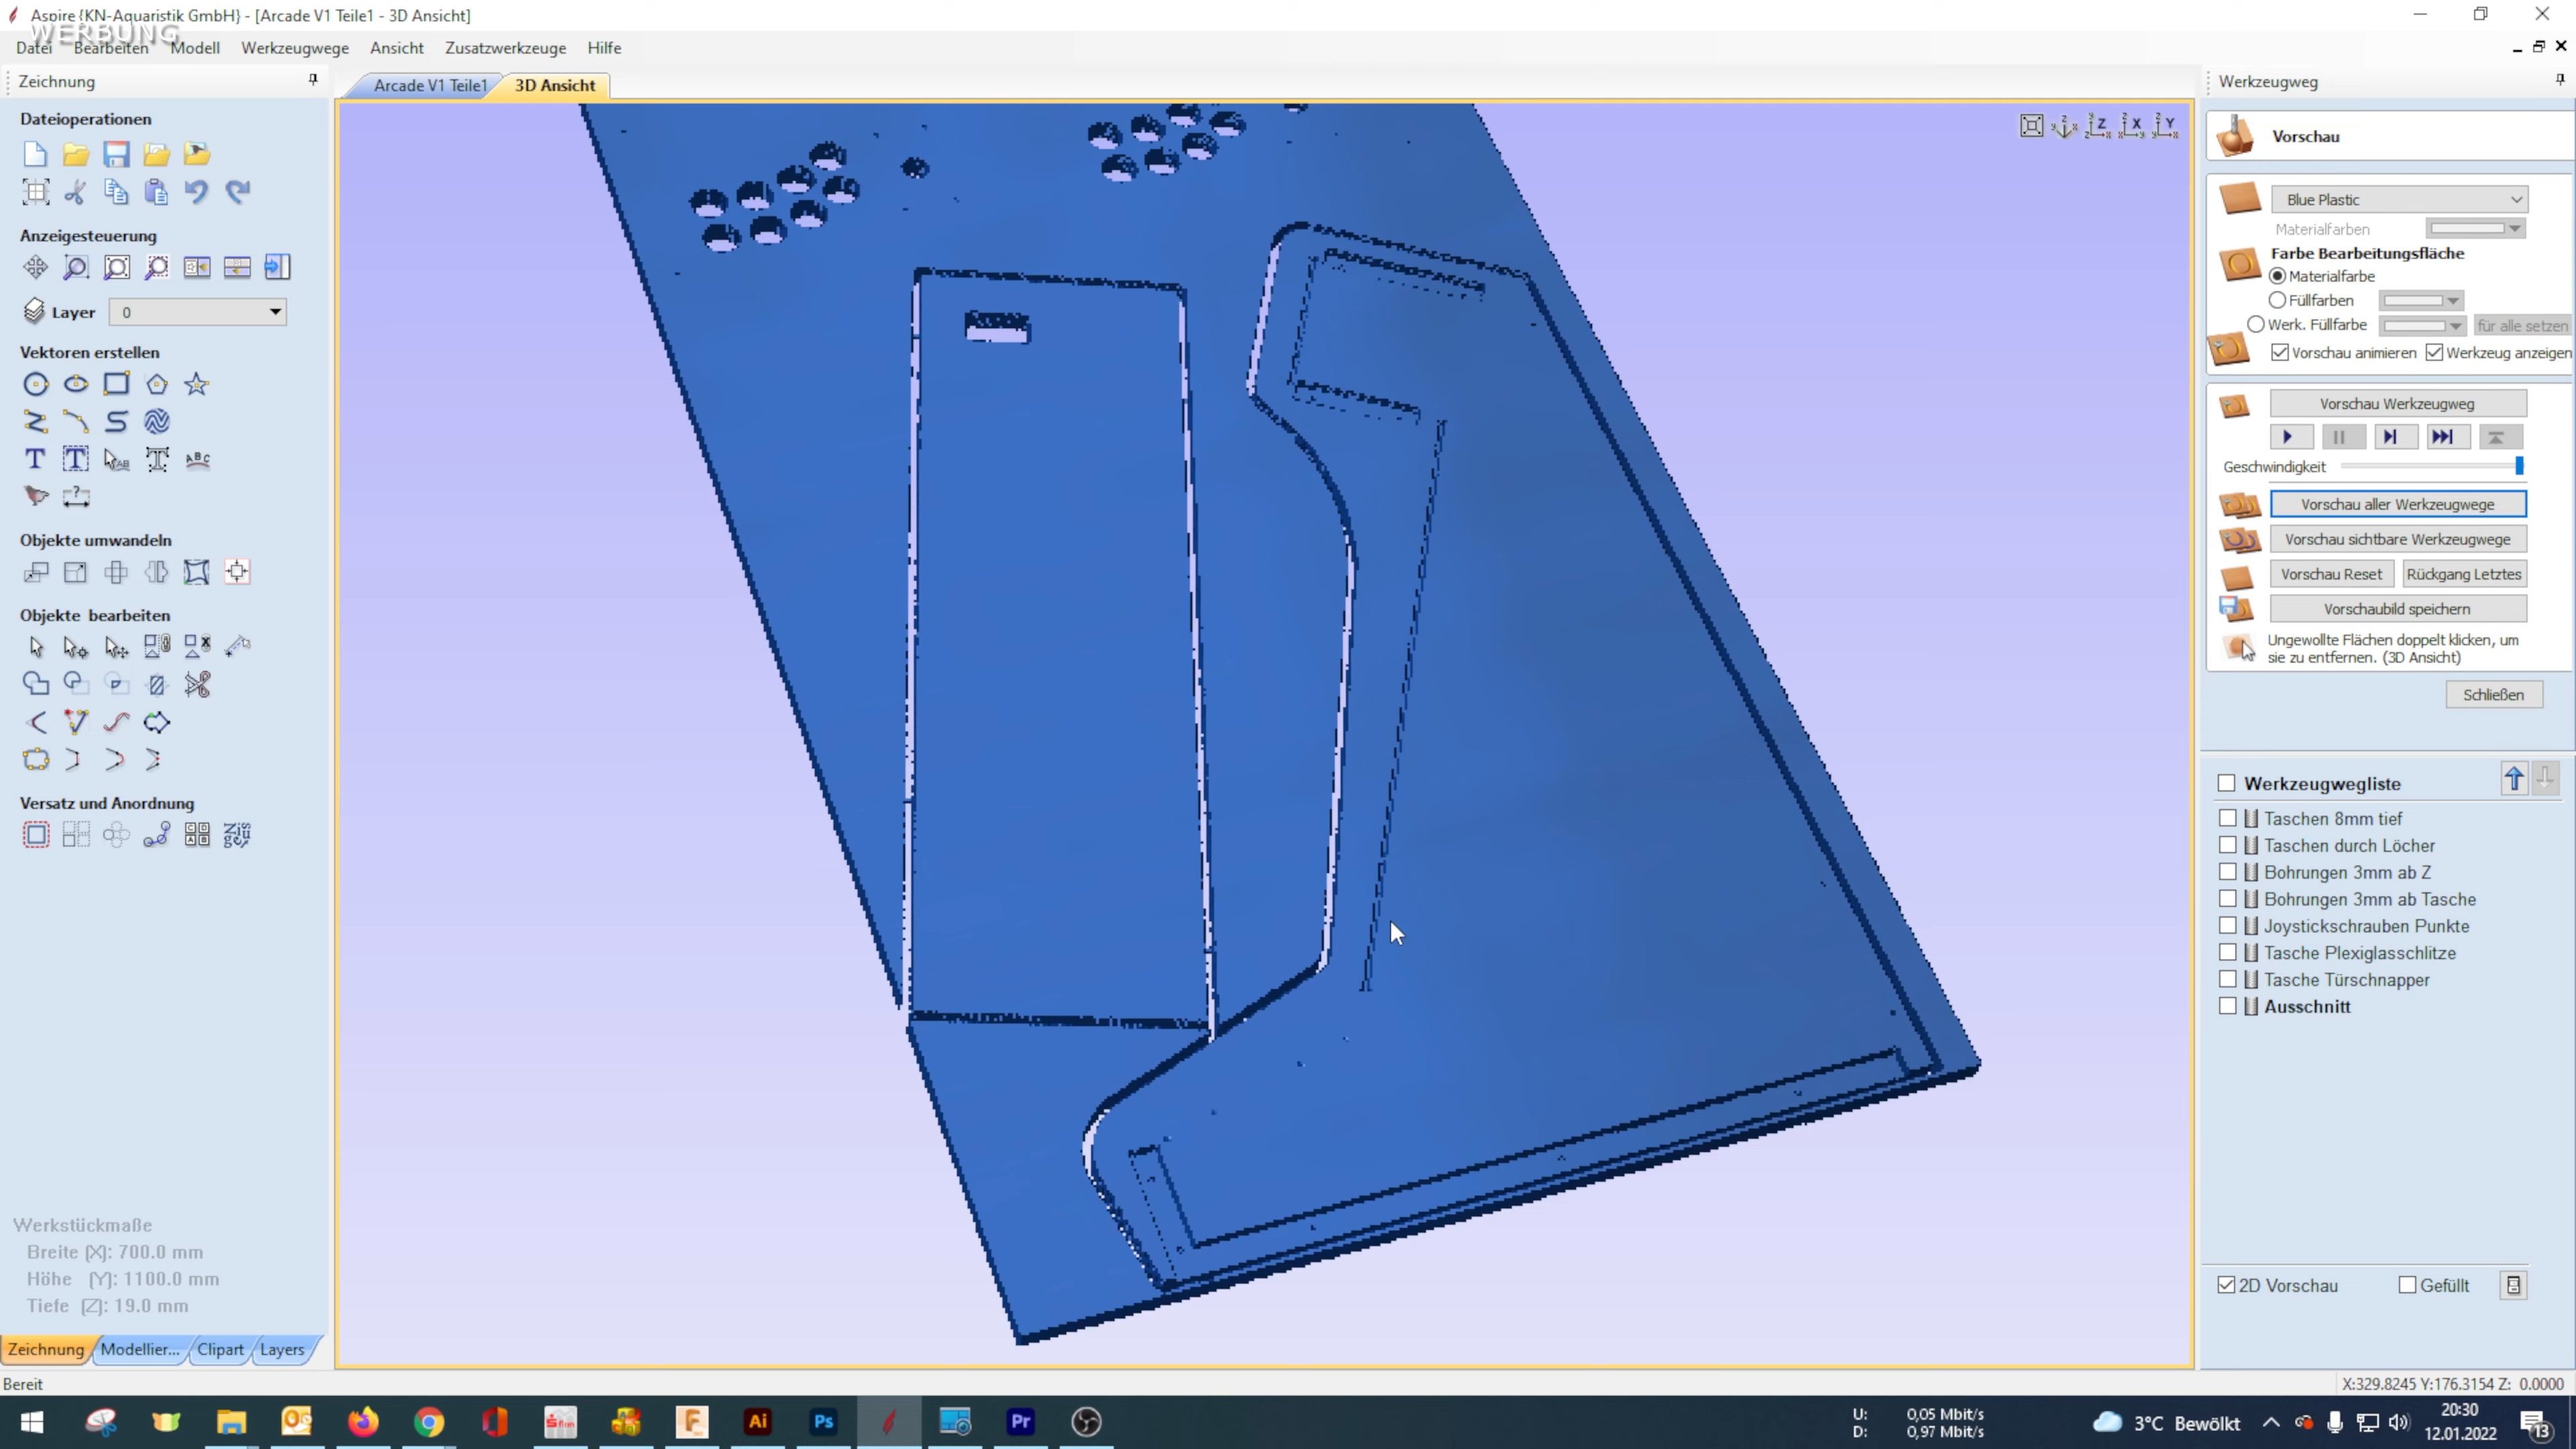 Aspire {KN-Aquaristik GmbH} - [Arcade V1 Teile1 - 3D Ansicht]
WERBUNG
Datei Bearbeiten Modell Werkzeugwege Ansicht Zusatzwerkzeuge Hilfe
Zeichnung
Arcade V1 Teile1
3D Ansicht
Werkzeugweg
Dateioperationen
Anzeigesteuerung
Layer 0
Vektoren erstellen
Objekte umwandeln
Objekte bearbeiten
Versatz und Anordnung
Werkstückmaße
Breite (X): 700.0 mm
Höhe (Y): 1100.0 mm
Tiefe (Z): 19.0 mm
Zeichnung Modellier... Clipart Layers
Bereit
Vorschau
Blue Plastic
Materialfarben
Farbe Bearbeitungsfläche
Materialfarbe
Füllfarben
Werk. Füllfarbe für alle setzen
Vorschau animieren Werkzeug anzeigen
Vorschau Werkzeugweg
Geschwindigkeit
Vorschau aller Werkzeugwege
Vorschau sichtbare Werkzeugwege
Vorschau Reset Rückgang Letztes
Vorschaubild speichern
Ungewollte Flächen doppelt klicken, um
sie zu entfernen. (3D Ansicht)
Schließen
Werkzeugwegliste
Taschen 8mm tief
Taschen durch Löcher
Bohrungen 3mm ab Z
Bohrungen 3mm ab Tasche
Joystickschrauben Punkte
Tasche Plexiglasschlitze
Tasche Türschnapper
Ausschnitt
2D Vorschau Gefüllt
X:329.8245 Y:176.3154 Z: 0.0000
Ai Ps Pr
U: 0,05 Mbit/s
D: 0,97 Mbit/s
3°C Bewölkt
20:30
12.01.2022
13